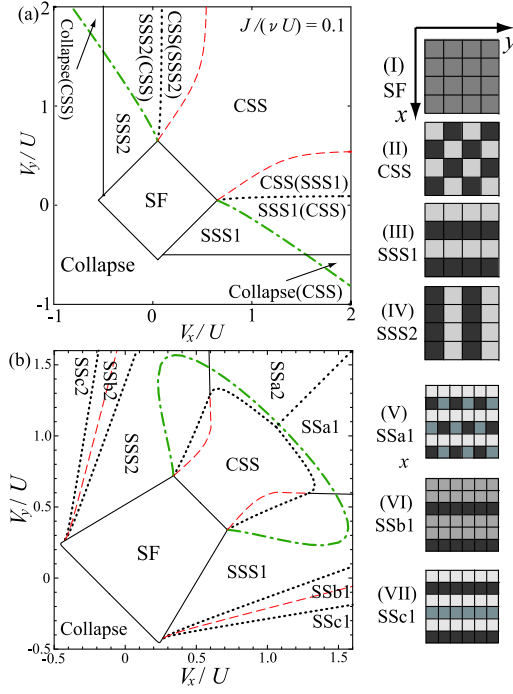 (a)
J/(νU) = 0.1
Collapse(CSS)
SSS2
SSS2(CSS)
CSS(SSS2)
CSS
CSS(SSS1)
SSS1(CSS)
SF
SSS1
Collapse
Collapse(CSS)
2
1
0
-1
-1 0 1 2
V_y / U
V_x / U
(b)
SSc2
SSb2
SSS2
SSa2
SSa1
CSS
SF
SSS1
SSb1
SSc1
Collapse
1.5
1.0
0.5
0
-0.5
-0.5 0 0.5 1.0 1.5
V_y / U
V_x / U
y
x
(I)
SF
(II)
CSS
(III)
SSS1
(IV)
SSS2
(V)
SSa1
x
(VI)
SSb1
(VII)
SSc1